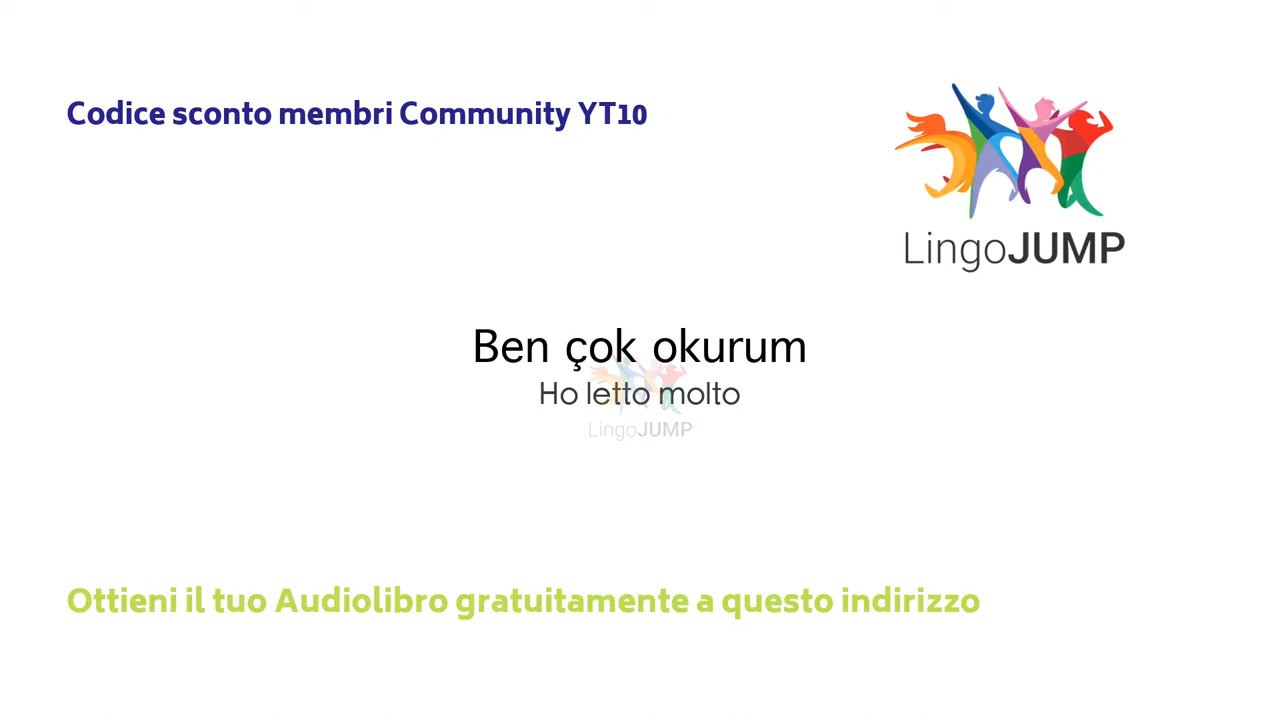 Codice sconto membri Community YT10
LingoJUMP
Ben çok okurum
Ho letto molto
LingoJUMP
Ottieni il tuo Audiolibro gratuitamente a questo indirizzo